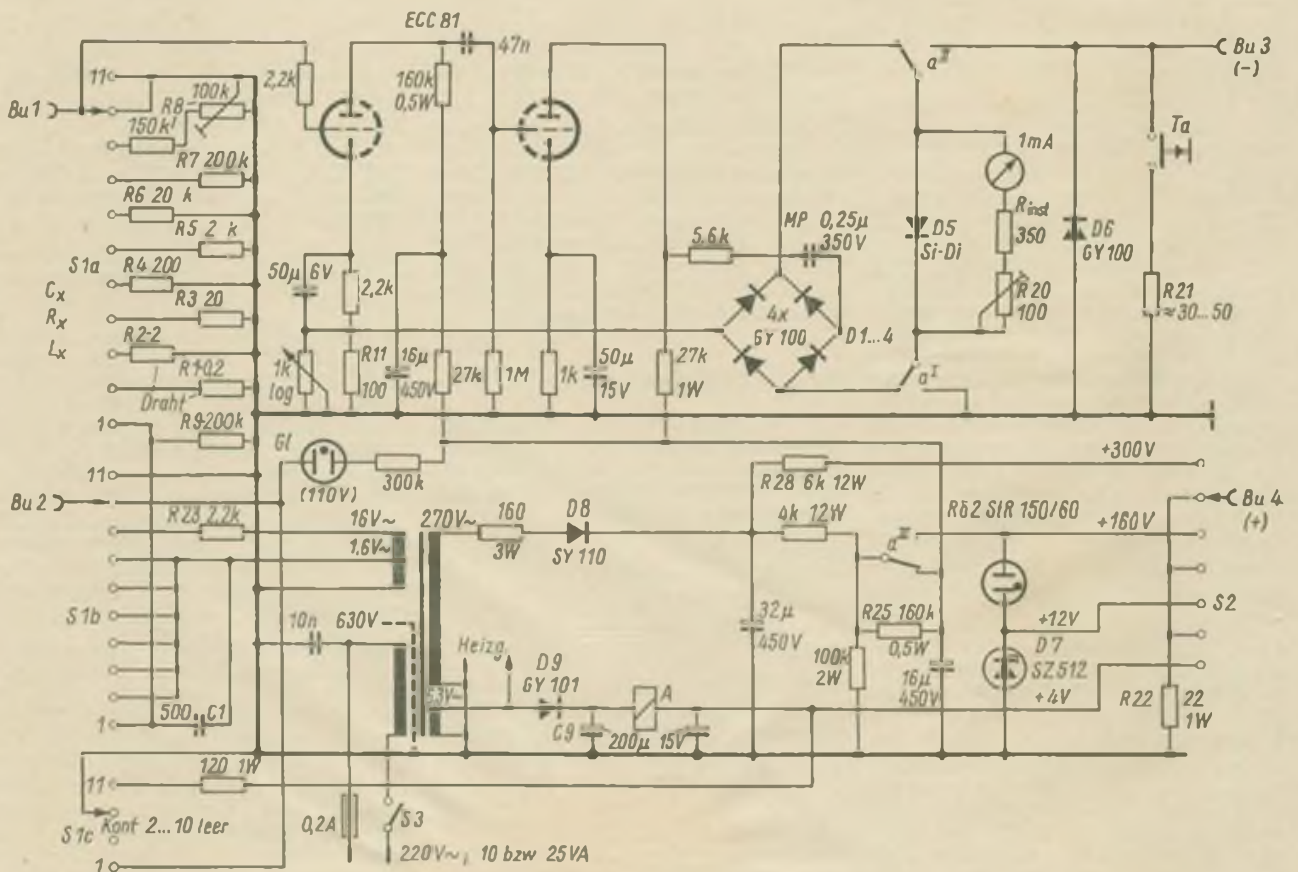 ECC 81
47n
Bu 3
(-)
11
2,2k
160k
0,5W
a II
Bu 1
R8 100k
150k
Ta
1mA
R7 200k
R6 20 k
R5 2 k
S1a
R4 200
Cx
R3 20
Rx
R2-2
Lx
R1-0,2
Draht
50µ 6V
2,2k
1k log
R11 100
16µ 450V
27k
1M
1k
50µ 15V
27k 1W
5,6k
MP 0,25µ 350V
4x GY 100
D1...4
D5 Si-Di
Rinst 350
R20 100
D6 GY 100
R21 ≈30...50
a I
1
R9-200k
Gl
(110V)
300k
11
+300V
R28 6k 12W
Bu 2
R23 2,2k
16V~
1,6V~
270V~
160 3W
D8 SY 110
4k 12W
Rö2 StR 150/60
+160V
Bu 4
(+)
a III
S1b
10n
630V
32µ 450V
R25 160k 0,5W
+12V
S2
Heizg.
D9 GY 101
100k 2W
16µ 450V
D7 SZ 512
+4V
6,3V~
A
R22
22 1W
500
C1
1
C9
200µ 15V
120 1W
11
S1c
Kont 2...10 leer
0,2A
S3
1
220V~, 10 bzw 25VA